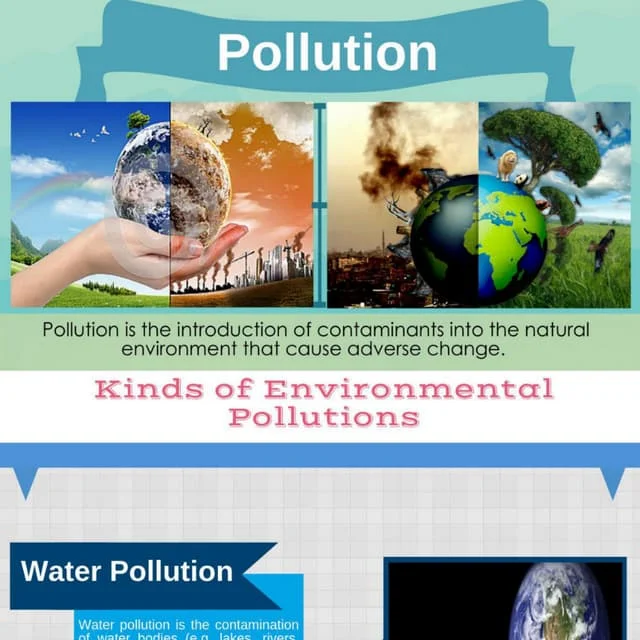 Pollution
Pollution is the introduction of contaminants into the natural
environment that cause adverse change.
Kinds of Environmental
Pollutions
Water Pollution
Water pollution is the contamination
of water bodies (e.g. lakes, rivers,